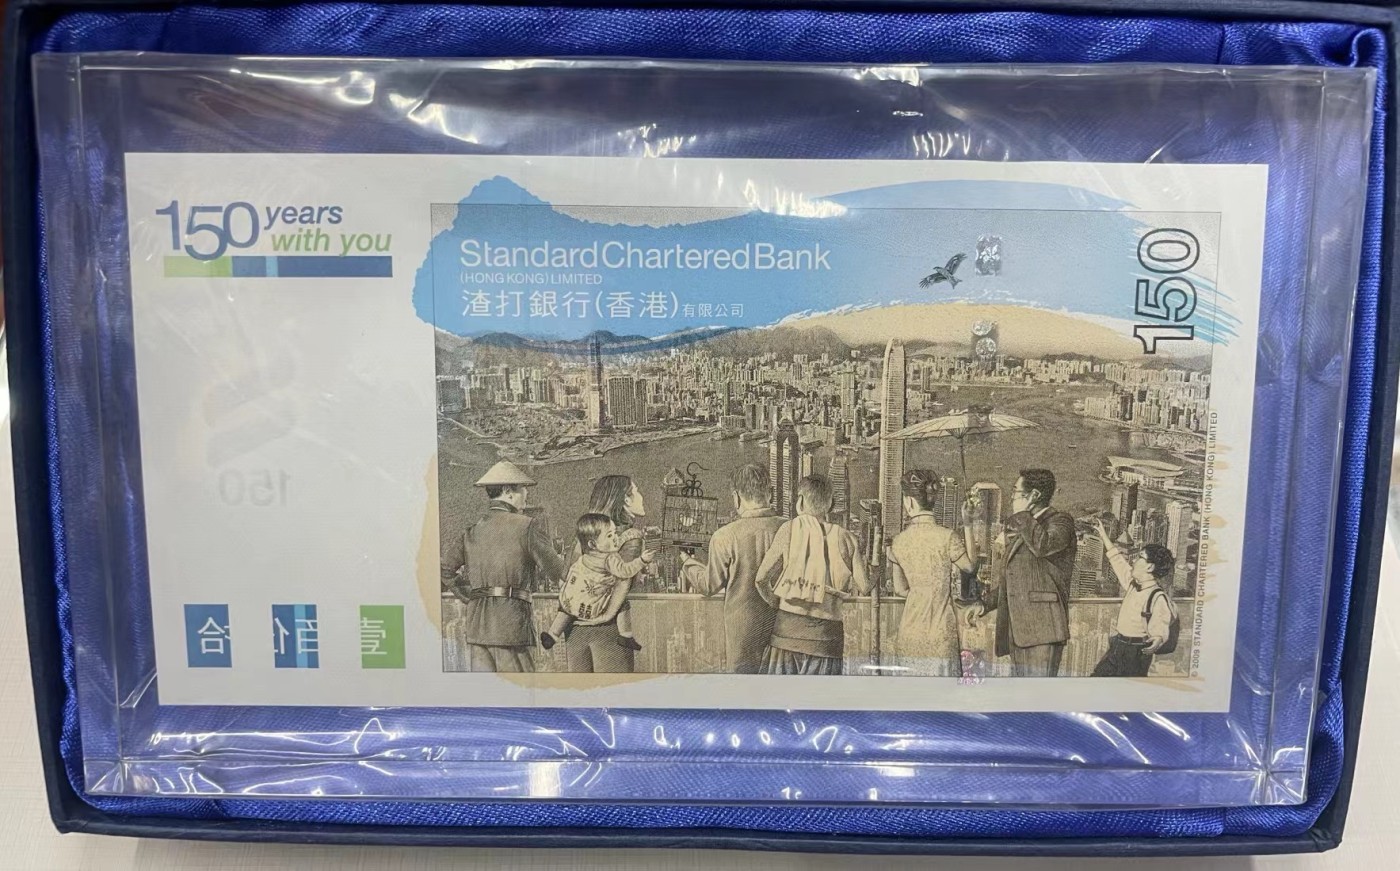 150 years
with you
Standard Chartered Bank
(HONG KONG) LIMITED
渣打銀行(香港)有限公司
150
150
拾 佰 壹
© 2009 STANDARD CHARTERED BANK (HONG KONG) LIMITED